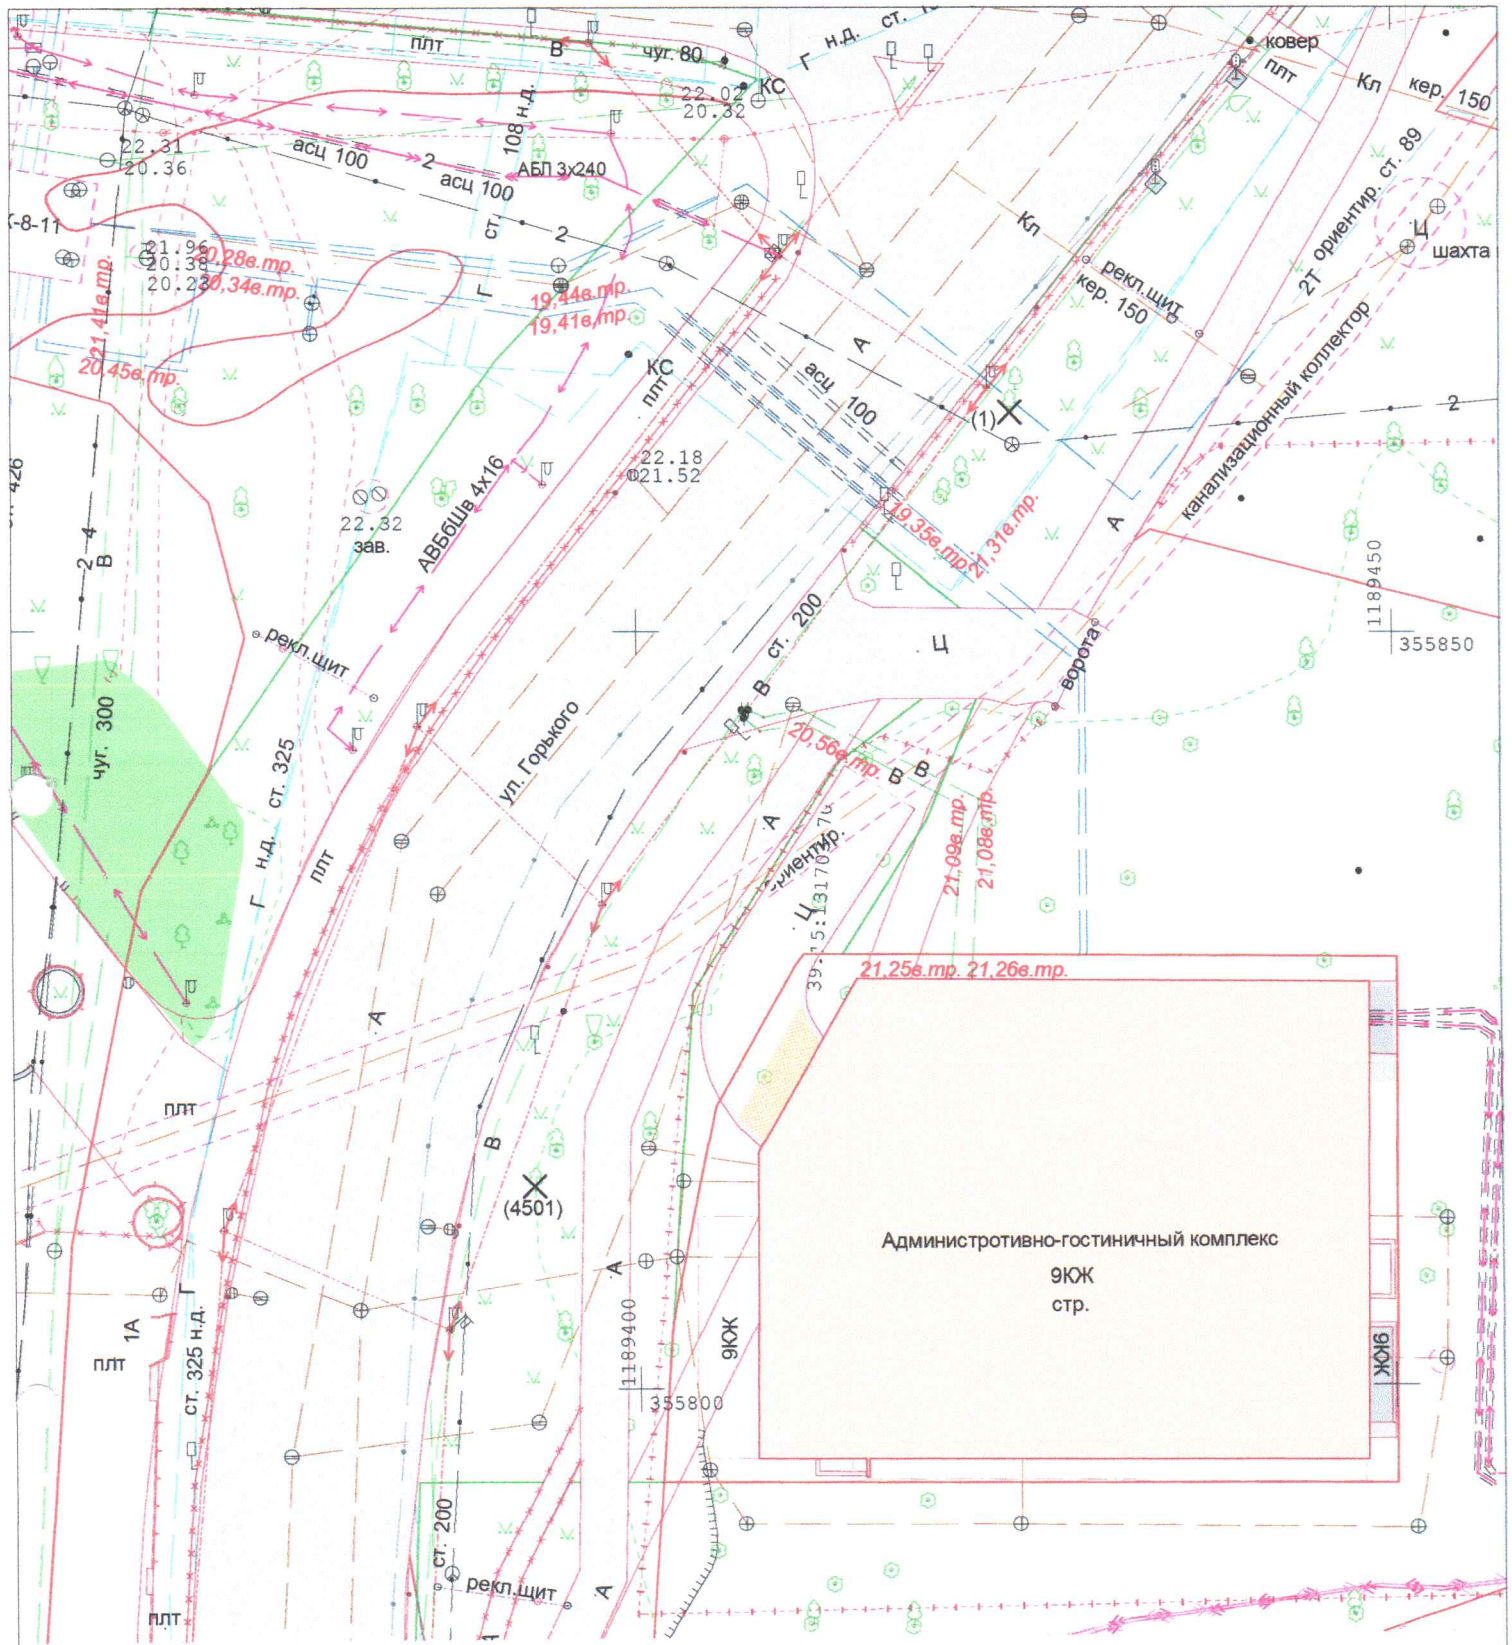 плт
В
чуг. 80
Г н.д. ст.
ковер
плт
Кл
кер. 150
КС
22.02
20.32
108 н.д.
ст.
Г
22.31
20.36
асц 100
2
асц 100
АБЛ 3х240
2
2Т ориентир. ст. 89
Кл
Ц
шахта
-8-11
21.96
20.38
20.23
20,28в.тр.
20,34в.тр.
21,41в.тр.
20,45в.тр.
19,44в.тр.
19,41в,тр.
рекл.щит
кер. 150
КС
плт
А
асц 100
(1)
2
канализационный коллектор
426
22.18
21.52
22.32
зав.
АВБбШв 4х16
19,35в.тр.
21,31в.тр.
А
2 4
В
1189450
355850
рекл.щит
ст. 200
В
Ц
ворота
чуг. 300
ул. Горького
20,56в.тр.
В В
Г н.д. ст. 325
плт
А
ориентир.
Ц
21,09в.тр.
21,08в.тр.
21,25в.тр. 21,26в.тр.
А
плт
В
(4501)
Административно-гостиничный комплекс
9КЖ
стр.
А
Г
1А
плт
ст. 325 н.д.
1189400
355800
9КЖ
9КЖ
ст. 200
рекл.щит
А
плт